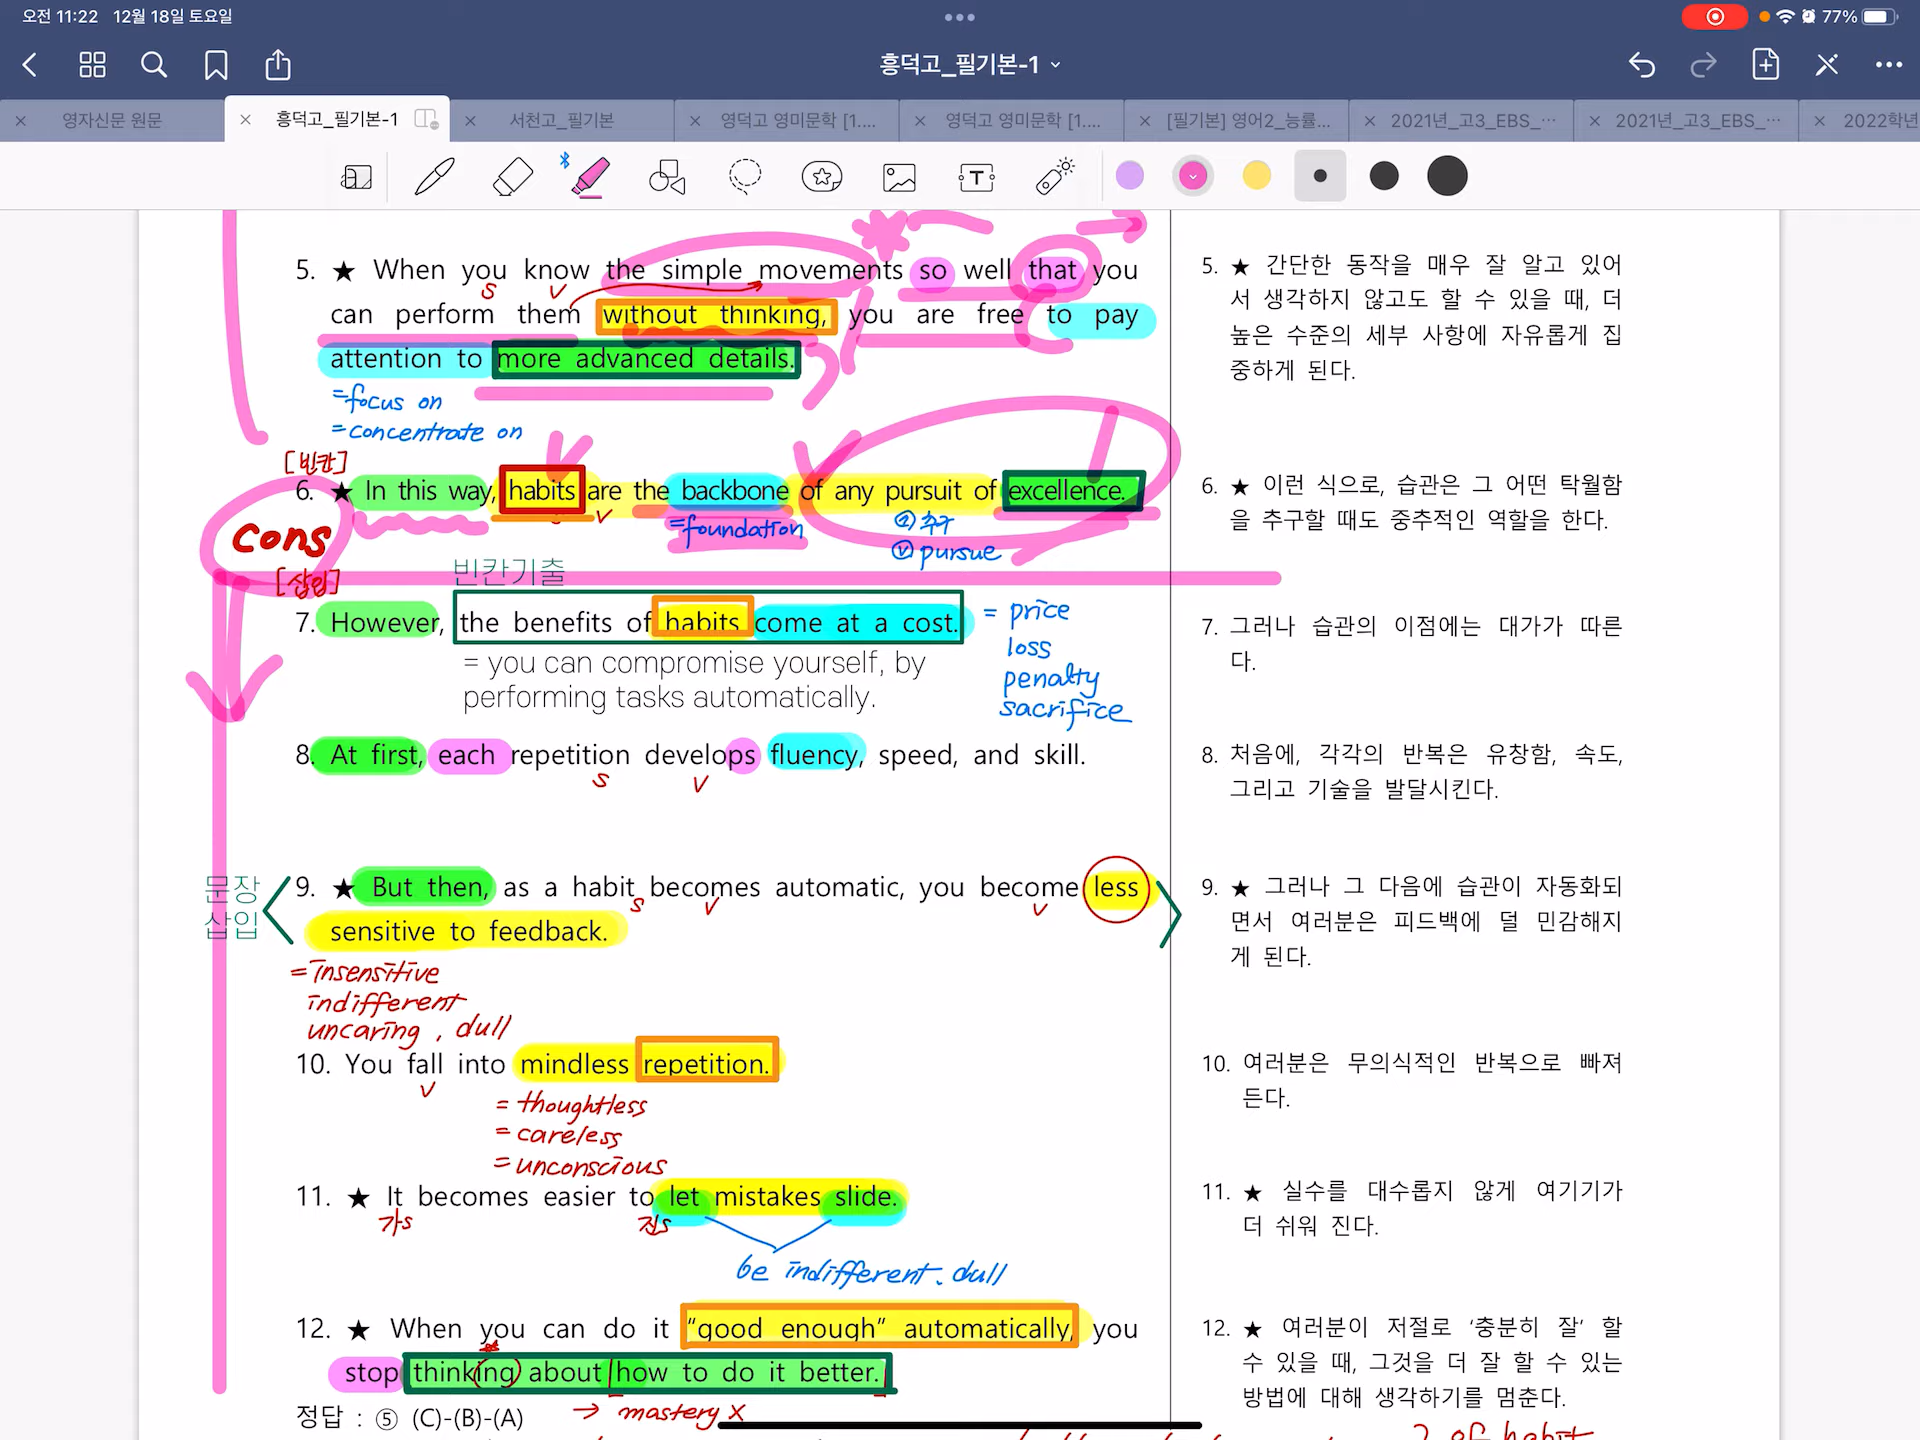 오전 11:22 12월 18일 토요일
77%
흥덕고_필기본-1
영자신문 원문
흥덕고_필기본-1
서천고_필기본
영덕고 영미문학 [1....
영덕고 영미문학 [1....
[필기본] 영어2_능률...
2021년_고3_EBS_...
2021년_고3_EBS_...
2022학년
5. ★ When you know the simple movements so well that you
s v
can perform them without thinking, you are free to pay
attention to more advanced details.
=focus on
=concentrate on
[빈칸]
6. ★ In this way, habits are the backbone of any pursuit of excellence.
v
=foundation
ⓝ추구
ⓥpursue
cons
[삽입]
빈칸기출
7. However, the benefits of habits come at a cost.
= price
loss
penalty
sacrifice
= you can compromise yourself, by
performing tasks automatically.
8. At first, each repetition develops fluency, speed, and skill.
s v
문장
삽입
9. ★ But then, as a habit becomes automatic, you become less
s v v
sensitive to feedback.
=insensitive
indifferent
uncaring, dull
10. You fall into mindless repetition.
v
= thoughtless
= careless
= unconscious
11. ★ It becomes easier to let mistakes slide.
가s 진s
be indifferent. dull
12. ★ When you can do it “good enough” automatically, you
stop thinking about how to do it better.
→ mastery X
정답 : ⑤ (C)-(B)-(A)
5. ★ 간단한 동작을 매우 잘 알고 있어
서 생각하지 않고도 할 수 있을 때, 더
높은 수준의 세부 사항에 자유롭게 집
중하게 된다.
6. ★ 이런 식으로, 습관은 그 어떤 탁월함
을 추구할 때도 중추적인 역할을 한다.
7. 그러나 습관의 이점에는 대가가 따른
다.
8. 처음에, 각각의 반복은 유창함, 속도,
그리고 기술을 발달시킨다.
9. ★ 그러나 그 다음에 습관이 자동화되
면서 여러분은 피드백에 덜 민감해지
게 된다.
10. 여러분은 무의식적인 반복으로 빠져
든다.
11. ★ 실수를 대수롭지 않게 여기기가
더 쉬워 진다.
12. ★ 여러분이 저절로 ‘충분히 잘’ 할
수 있을 때, 그것을 더 잘 할 수 있는
방법에 대해 생각하기를 멈춘다.
of habit